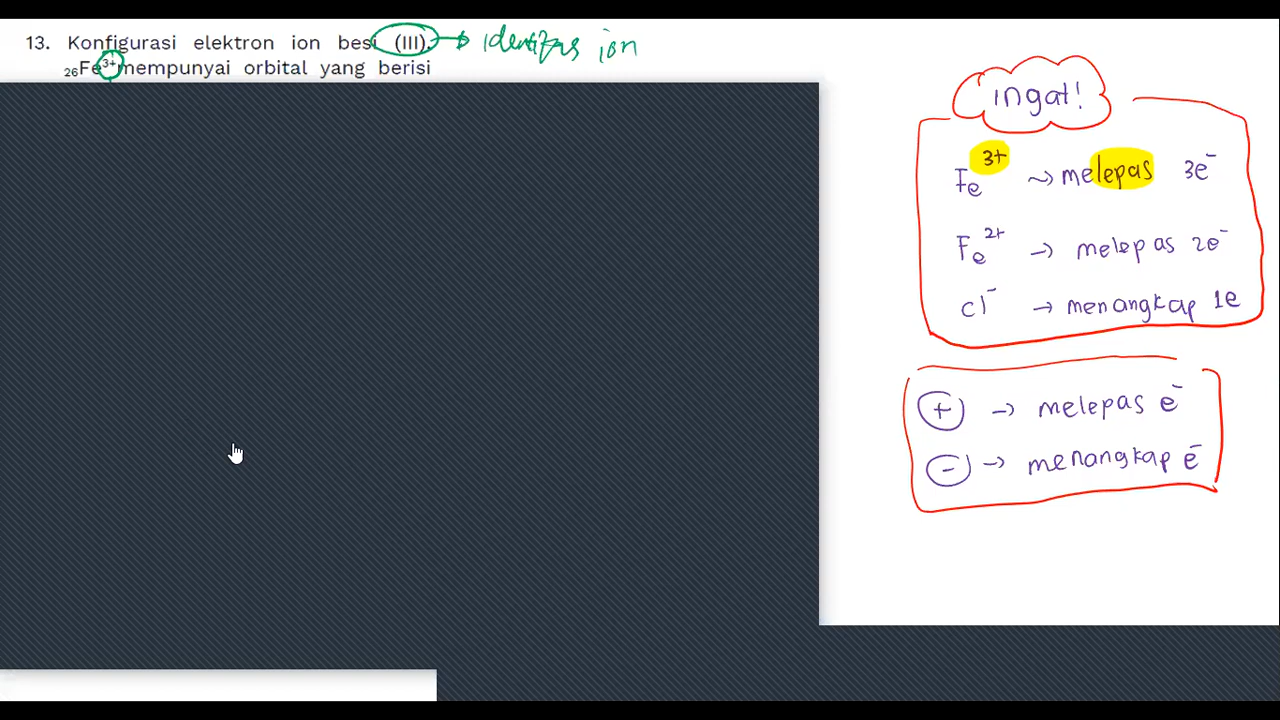 13. Konfigurasi elektron ion besi (III), → identitas ion
₂₆Fe³⁺ mempunyai orbital yang berisi
Ingat!
Fe³⁺ → melepas 3e⁻
Fe²⁺ → melepas 2e⁻
Cl⁻ → menangkap 1e
+ → melepas e⁻
- → menangkap e⁻